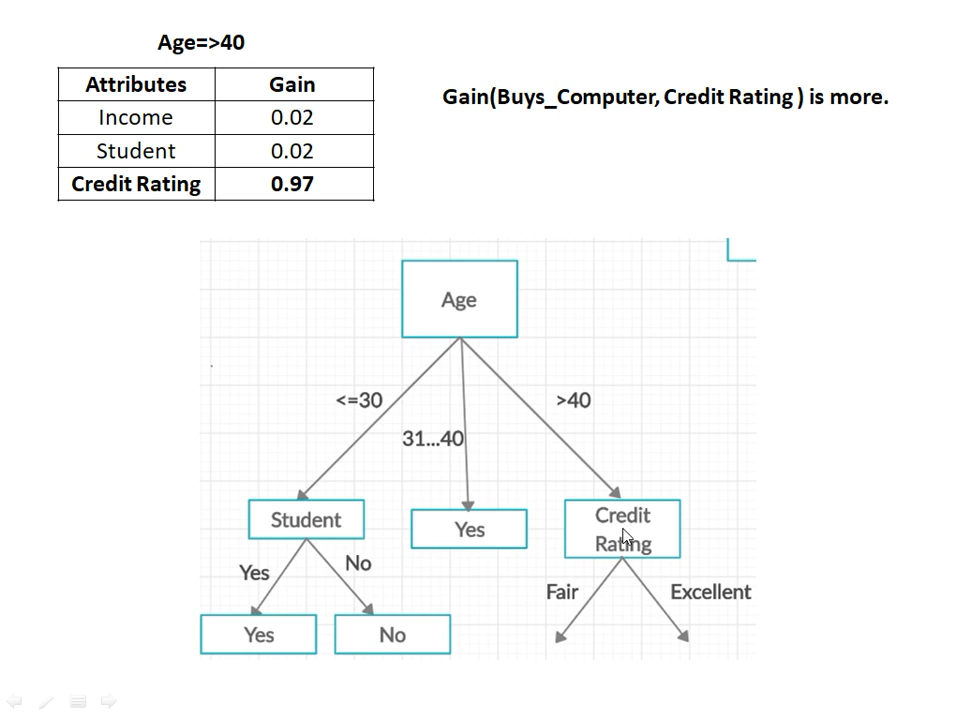 Age=>40
Attributes Gain
Income 0.02
Student 0.02
Credit Rating 0.97
Gain(Buys_Computer, Credit Rating ) is more.
Age
<=30
31...40
>40
Student
Yes
Credit
Rating
Yes
No
Fair
Excellent
Yes
No